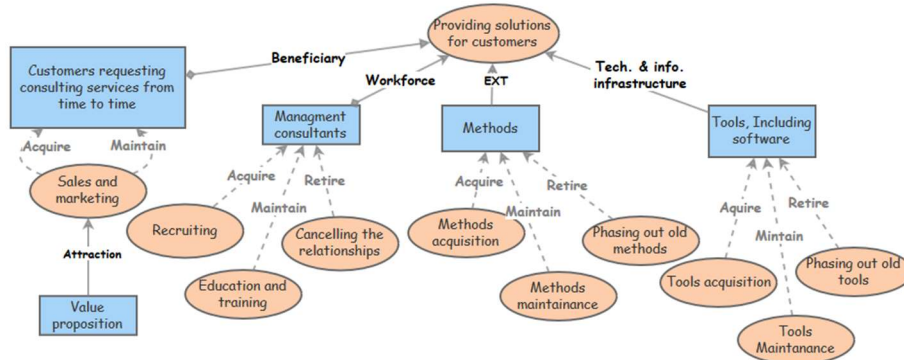 Providing solutions
for customers
Beneficiary
Workforce
EXT
Tech. & info.
infrastructure
Customers requesting
consulting services from
time to time
Managment
consultants
Methods
Tools, Including
software
Acquire
Maintain
Sales and
marketing
Attraction
Value
proposition
Acquire
Maintain
Retire
Recruiting
Education and
training
Cancelling the
relationships
Acquire
Maintain
Retire
Methods
acquisition
Methods
maintainance
Phasing out old
methods
Aquire
Mintain
Retire
Tools acquisition
Tools
Maintanance
Phasing out old
tools